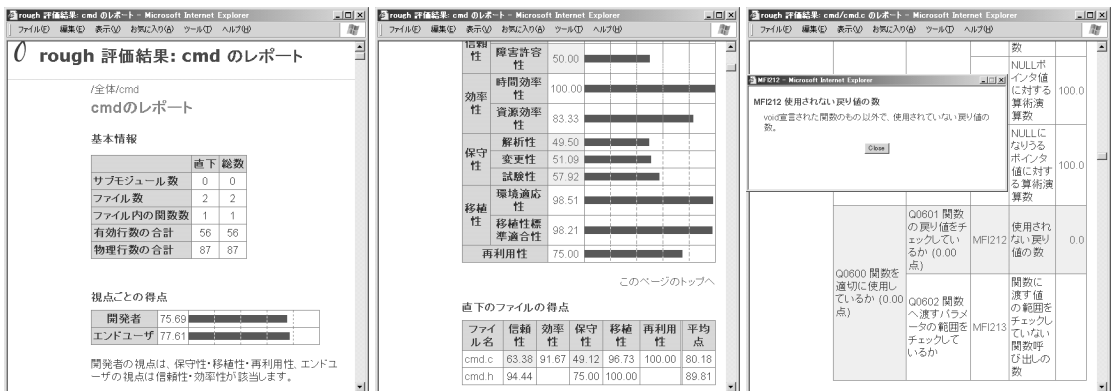 rough 評価結果: cmd のレポート - Microsoft Internet Explorer
ファイル(F) 編集(E) 表示(V) お気に入り(A) ツール(T) ヘルプ(H)
rough 評価結果: cmd のレポート
/全体/cmd
cmdのレポート
基本情報
直下 総数
サブモジュール数 0 0
ファイル数 2 2
ファイル内の関数数 1 1
有効行数の合計 56 56
物理行数の合計 87 87
視点ごとの得点
開発者 75.69
エンドユーザ 77.61
開発者の視点は、保守性・移植性・再利用性、エンドユ
ーザの視点は信頼性・効率性が該当します。
rough 評価結果: cmd のレポート - Microsoft Internet Explorer
ファイル(F) 編集(E) 表示(V) お気に入り(A) ツール(T) ヘルプ(H)
信頼
性
障害許容
性
50.00
効率
性
時間効率
性
100.00
資源効率
性
83.33
保守
性
解析性 49.50
変更性 51.09
試験性 57.92
移植
性
環境適応
性
98.51
移植性標
準適合性
98.21
再利用性 75.00
このページのトップへ
直下のファイルの得点
ファイ
ル名
信頼
性
効率
性
保守
性
移植
性
再利用
性
平均
点
cmd.c 63.38 91.67 49.12 96.73 100.00 80.18
cmd.h 94.44 75.00 100.00 89.81
rough 評価結果: cmd/cmd.c のレポート - Microsoft Internet Explorer
ファイル(F) 編集(E) 表示(V) お気に入り(A) ツール(T) ヘルプ(H)
数
NULLポ
インタ値
に対する
算術演
算数
100.0
MFI212 - Microsoft Internet Explorer
MFI212 使用されない戻り値の数
void宣言された関数のもの以外で、使用されていない戻り値の
数。
Close
NULLに
なりうる
ポインタ
値に対す
る算術演
算数
100.0
Q0600 関数を
適切に使用し
ているか (0.00
点)
Q0601 関数
の戻り値をチ
ェックしてい
るか (0.00
点)
MFI212
使用され
ない戻り
値の数
0.0
Q0602 関数
へ渡すパラメ
ータの範囲を
チェックして
いるか
MFI213
関数に
渡す値
の範囲を
チェックし
ていない
関数呼
び出しの
数